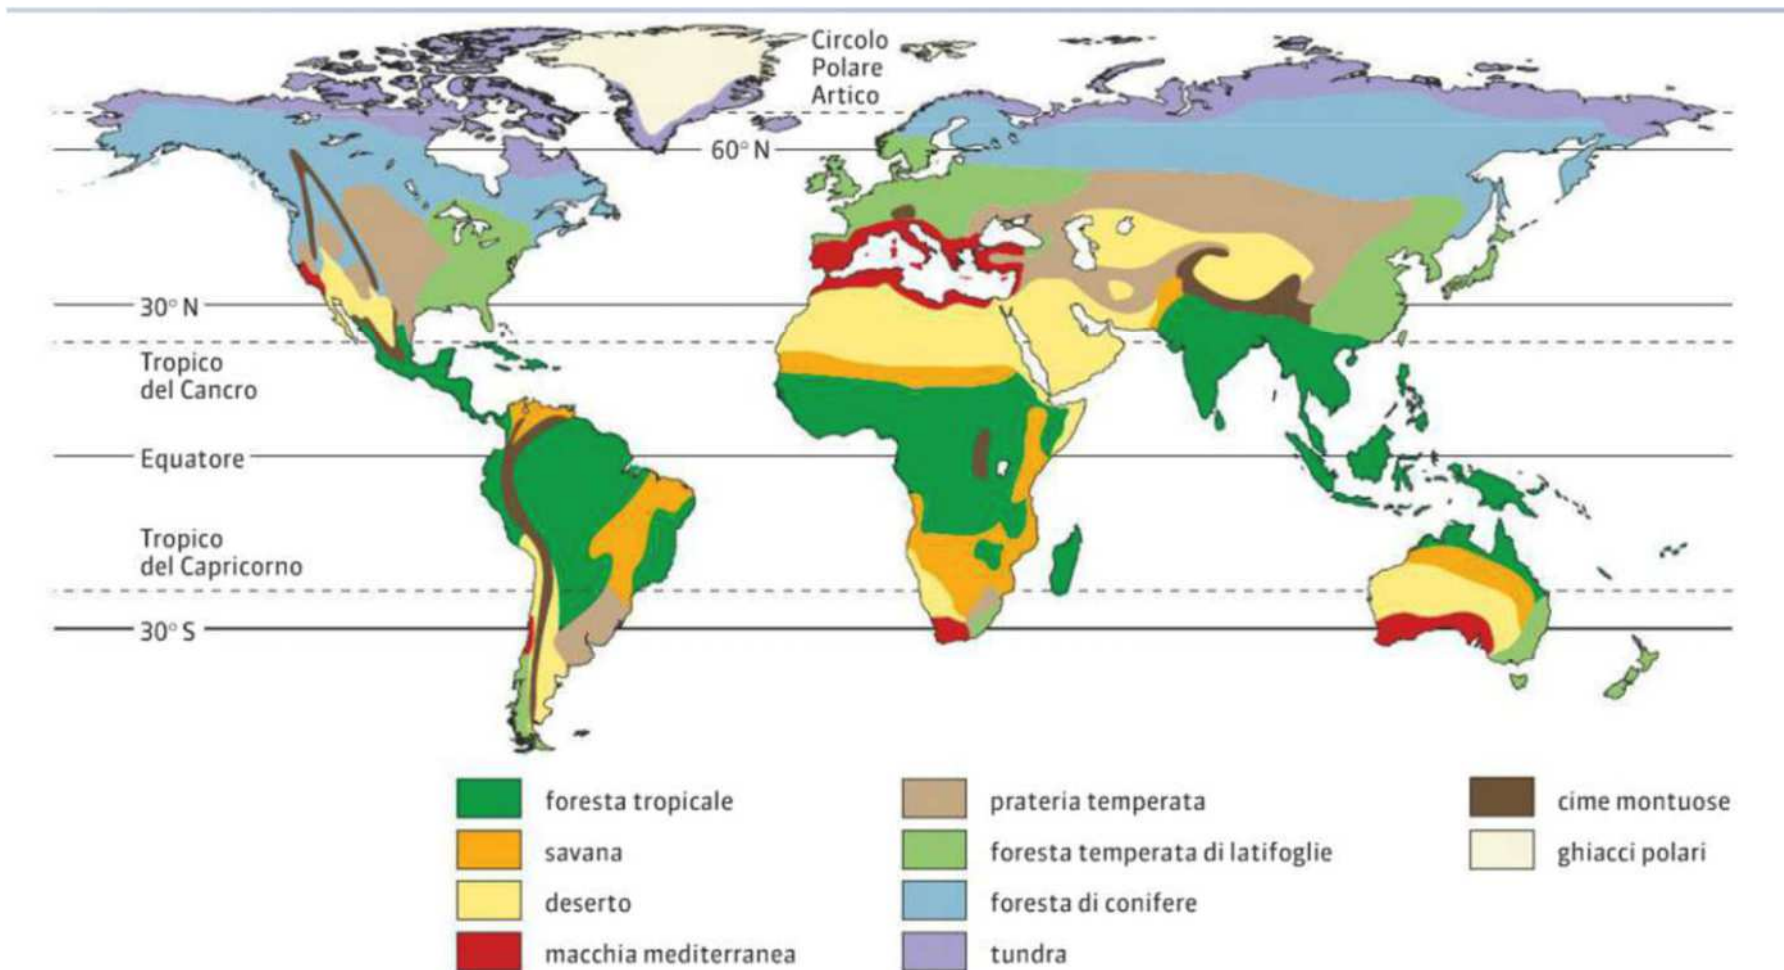 Circolo
Polare
Artico
60° N
30° N
Tropico
del Cancro
Equatore
Tropico
del Capricorno
30° S
foresta tropicale
savana
deserto
macchia mediterranea
prateria temperata
foresta temperata di latifoglie
foresta di conifere
tundra
cime montuose
ghiacci polari